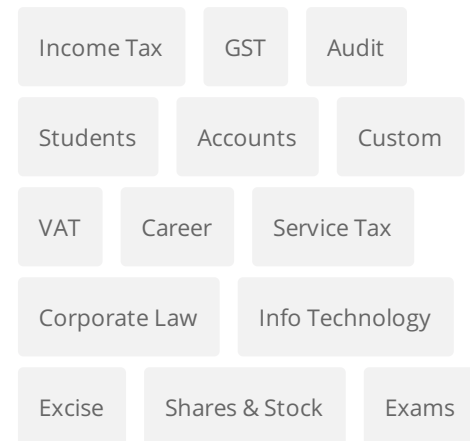 Income Tax GST Audit
Students Accounts Custom
VAT Career Service Tax
Corporate Law Info Technology
Excise Shares & Stock Exams